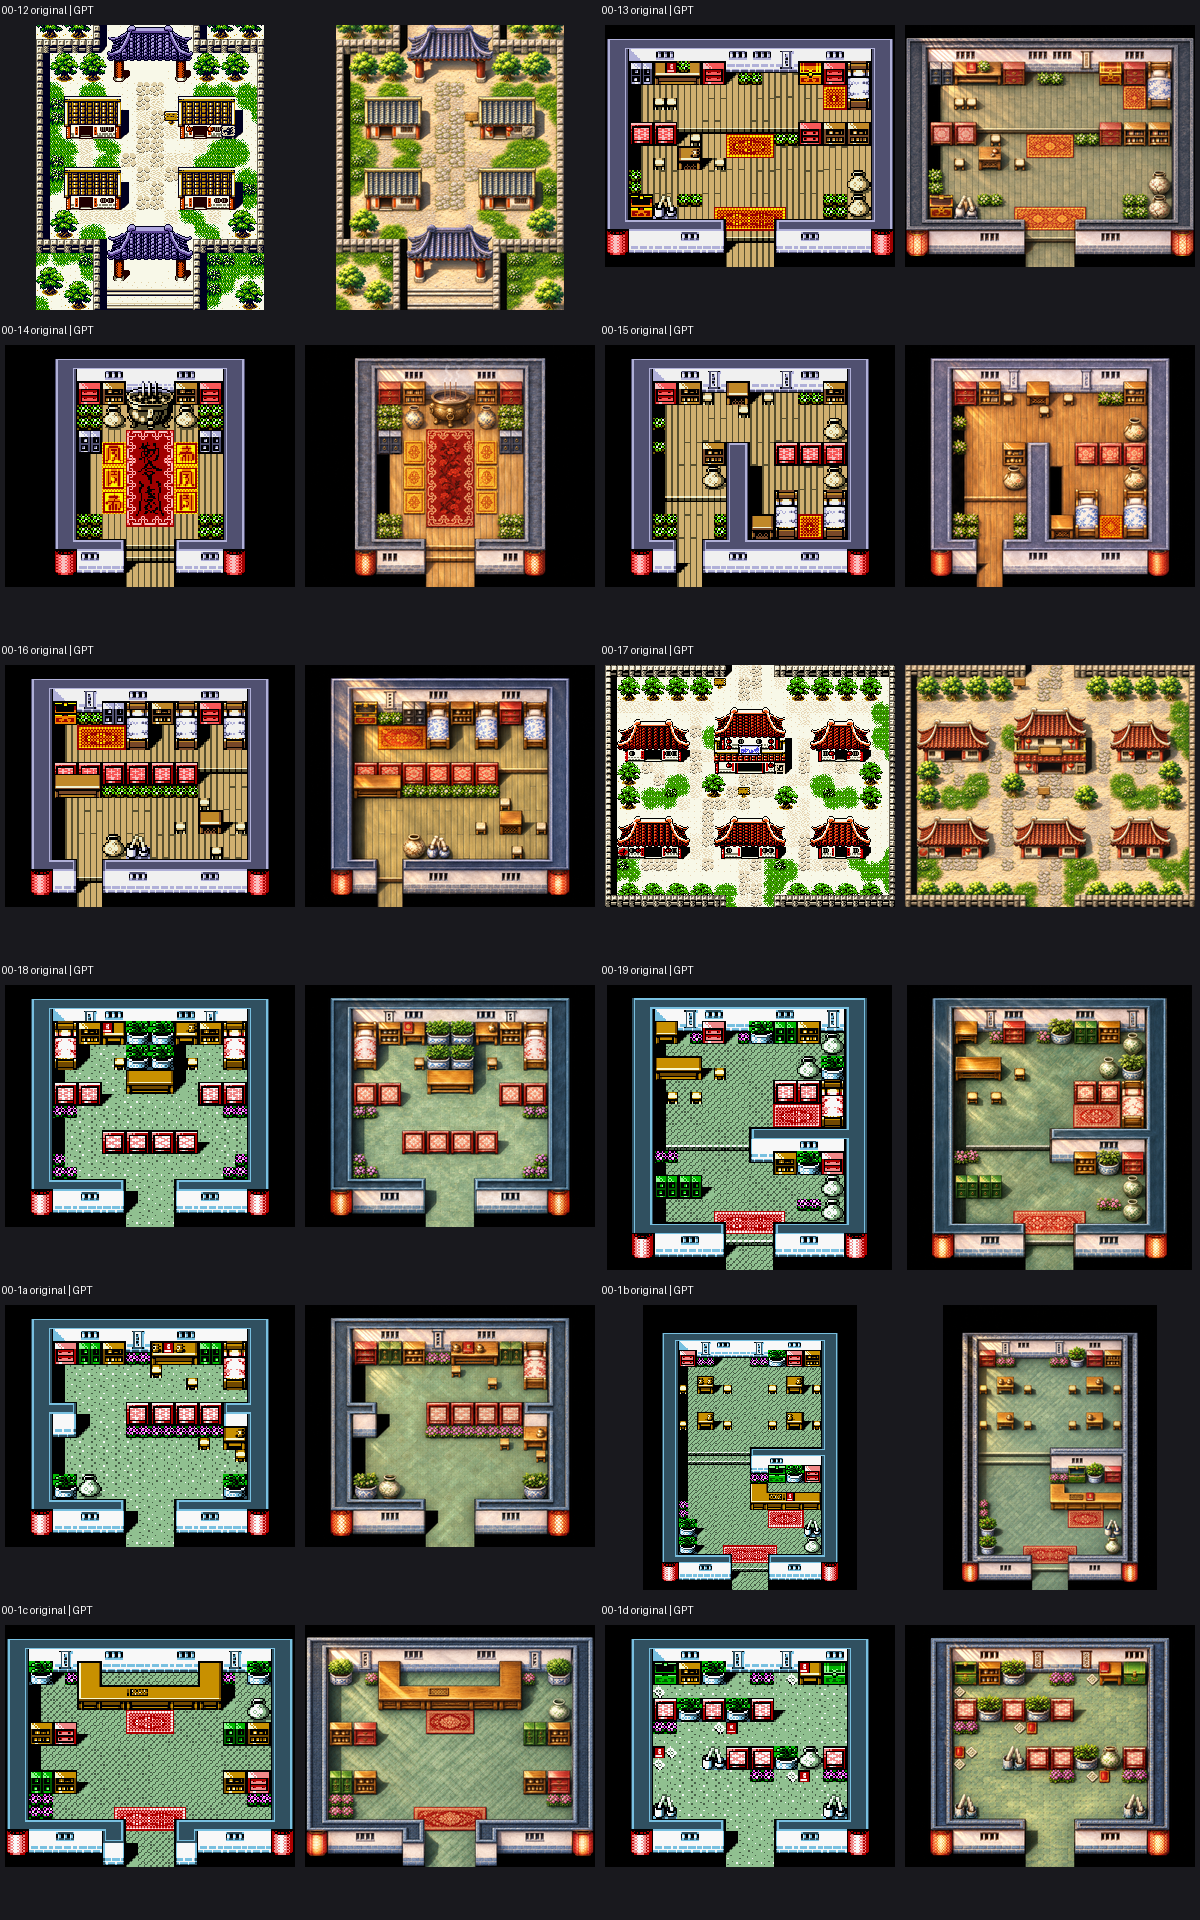 00-12 original | GPT
00-13 original | GPT
00-14 original | GPT
00-15 original | GPT
00-16 original | GPT
00-17 original | GPT
00-18 original | GPT
00-19 original | GPT
00-1a original | GPT
00-1b original | GPT
00-1c original | GPT
00-1d original | GPT